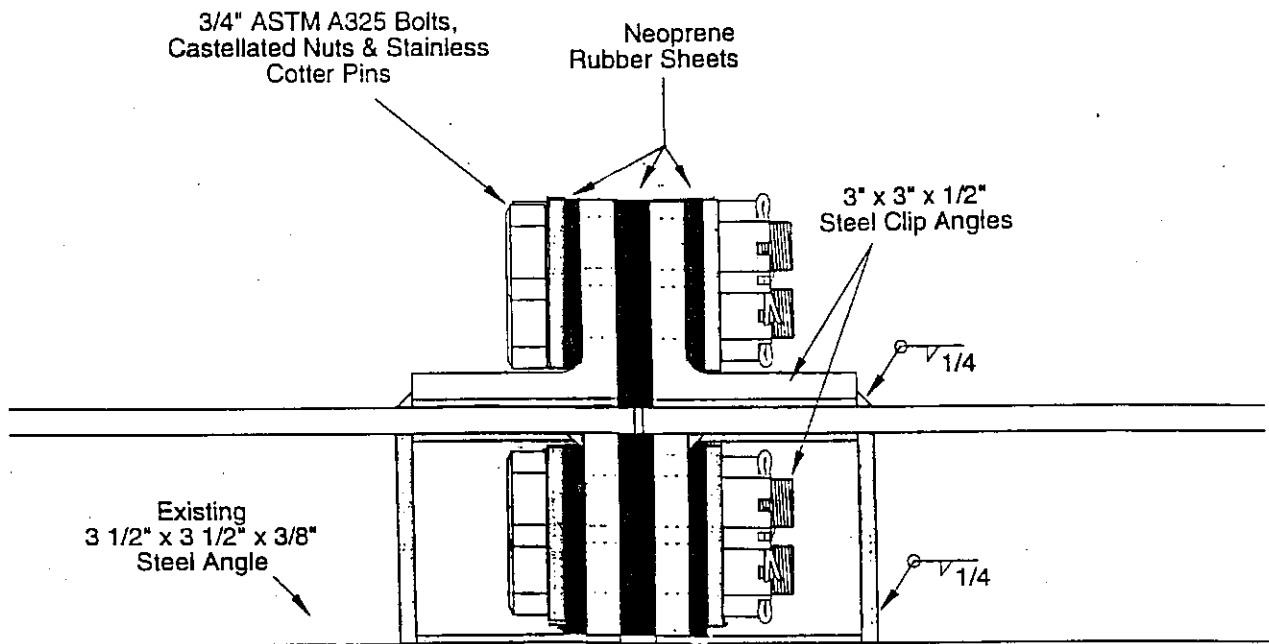 3/4" ASTM A325 Bolts,
Castellated Nuts & Stainless
Cotter Pins
Neoprene
Rubber Sheets
3" x 3" x 1/2"
Steel Clip Angles
1/4
Existing
3 1/2" x 3 1/2" x 3/8"
Steel Angle
1/4